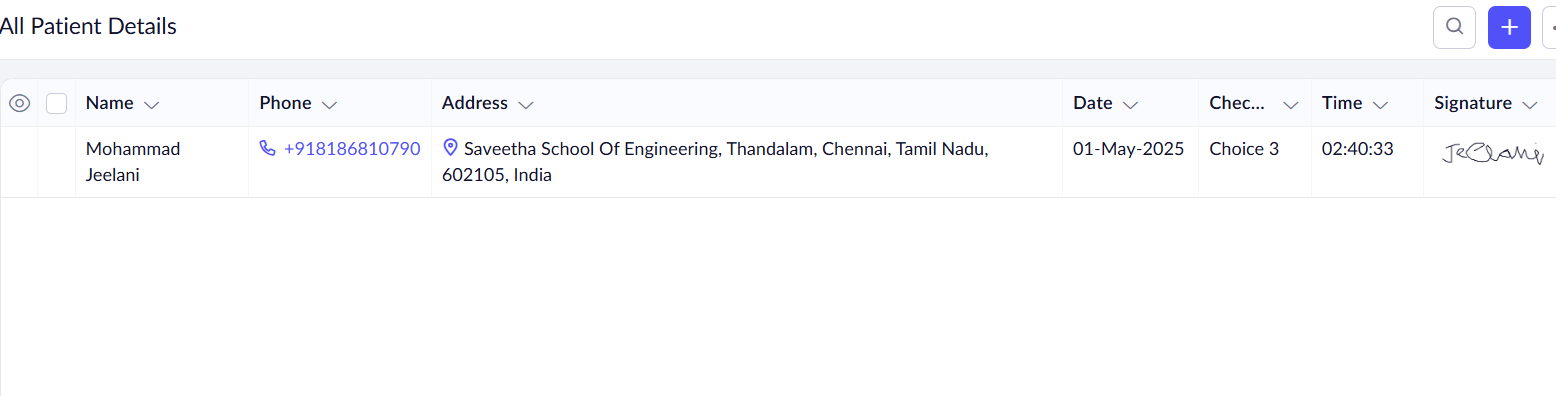 All Patient Details
Name Phone Address Date Chec... Time Signature
Mohammad Jeelani +918186810790 Saveetha School Of Engineering, Thandalam, Chennai, Tamil Nadu, 602105, India 01-May-2025 Choice 3 02:40:33 Jeelani